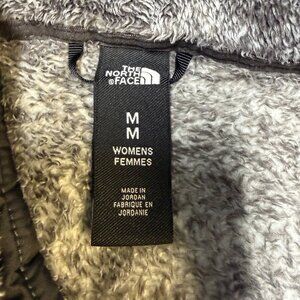 THE
NORTH
®FACE
M
M
WOMENS
FEMMES
MADE IN
JORDAN
FABRIQUE EN
JORDANIE